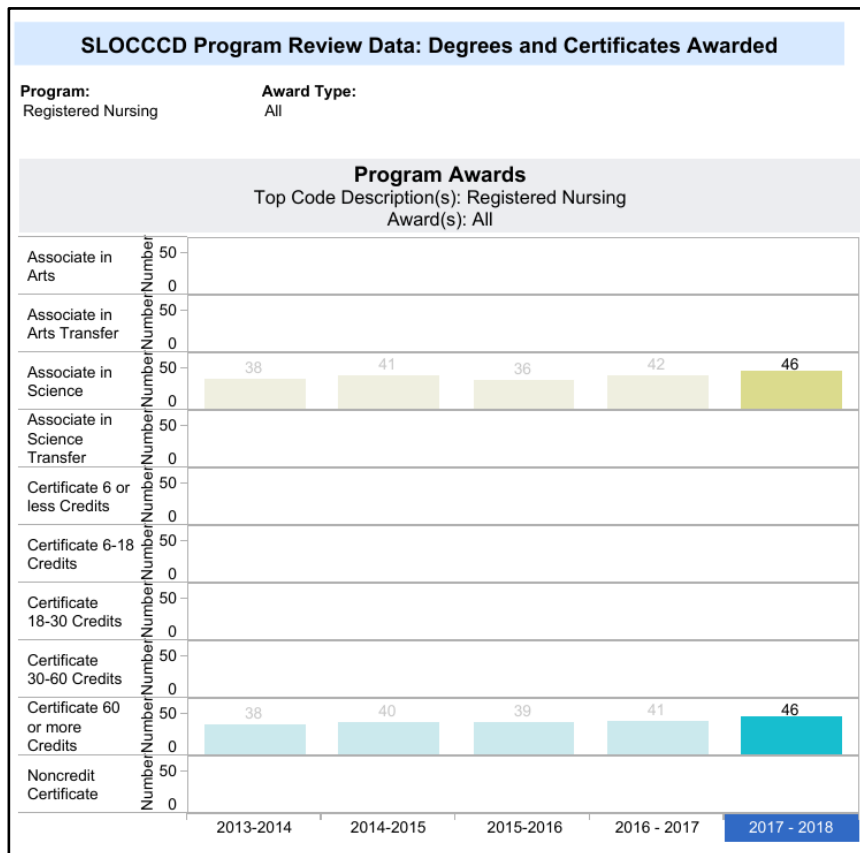 SLOCCCD Program Review Data: Degrees and Certificates Awarded
Program:
Award Type:
Registered Nursing
All
Program Awards
Top Code Description(s): Registered Nursing
Award(s): All
Associate in
Arts
Number
50
0
Associate in
Arts Transfer
Number
50
0
Associate in
Science
Number
50
0
38
41
36
42
46
Associate in
Science
Transfer
Number
50
0
Certificate 6 or
less Credits
Number
50
0
Certificate 6-18
Credits
Number
50
0
Certificate
18-30 Credits
Number
50
0
Certificate
30-60 Credits
Number
50
0
Certificate 60
or more
Credits
Number
50
0
38
40
39
41
46
Noncredit
Certificate
Number
50
0
2013-2014
2014-2015
2015-2016
2016 - 2017
2017 - 2018